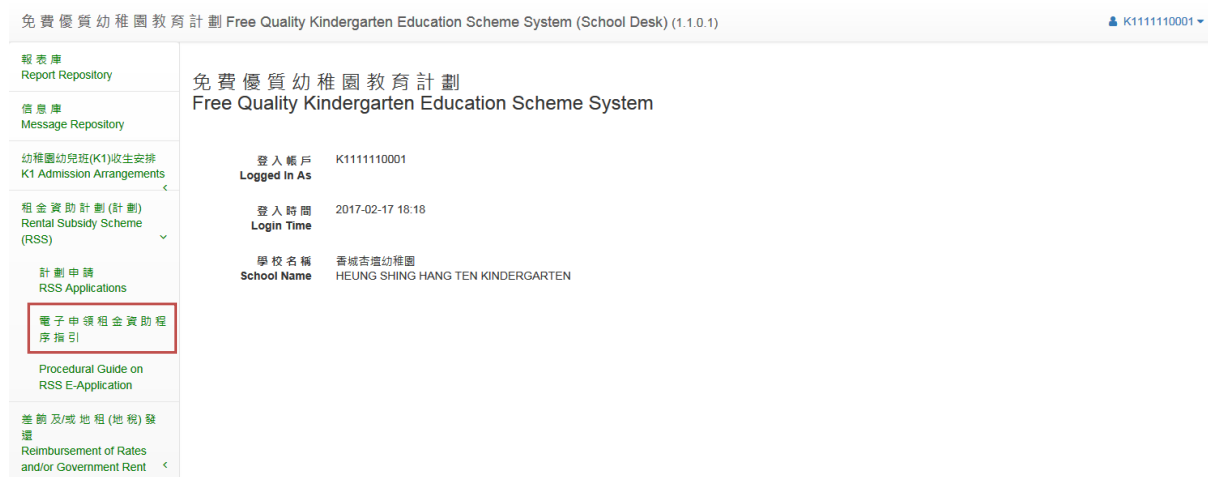 免費優質幼稚園教育計劃 Free Quality Kindergarten Education Scheme System (School Desk) (1.1.0.1)
K1111110001
報表庫
Report Repository
信息庫
Message Repository
幼稚園幼兒班(K1)收生安排
K1 Admission Arrangements
租金資助計劃(計劃)
Rental Subsidy Scheme
(RSS)
計劃申請
RSS Applications
電子申領租金資助程
序指引
Procedural Guide on
RSS E-Application
差餉及/或地租(地稅)發
還
Reimbursement of Rates
and/or Government Rent
免費優質幼稚園教育計劃
Free Quality Kindergarten Education Scheme System
登入帳戶 K1111110001
Logged In As
登入時間 2017-02-17 18:18
Login Time
學校名稱 香城杏壇幼稚園
School Name HEUNG SHING HANG TEN KINDERGARTEN